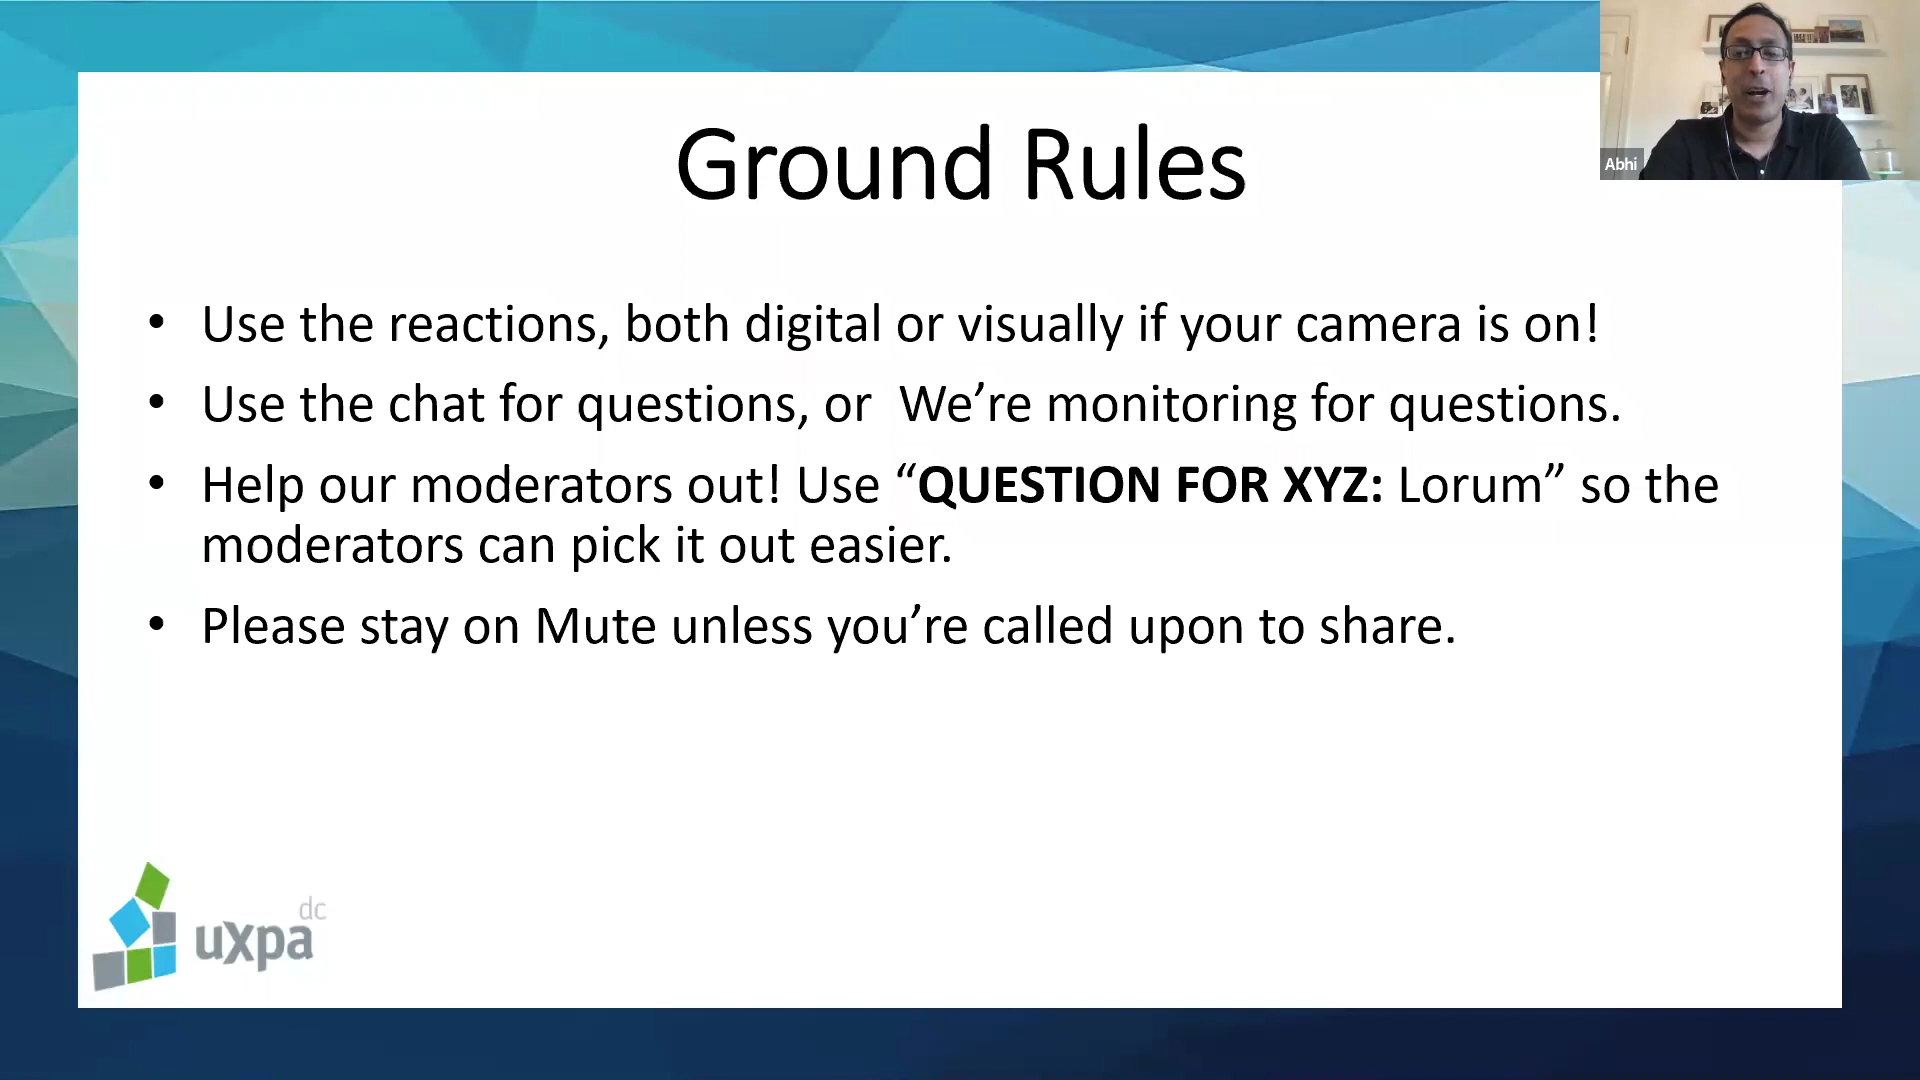 Abhi
Ground Rules
• Use the reactions, both digital or visually if your camera is on!
• Use the chat for questions, or  We’re monitoring for questions.
• Help our moderators out! Use “QUESTION FOR XYZ: Lorum” so the
moderators can pick it out easier.
• Please stay on Mute unless you’re called upon to share.
dc
uxpa